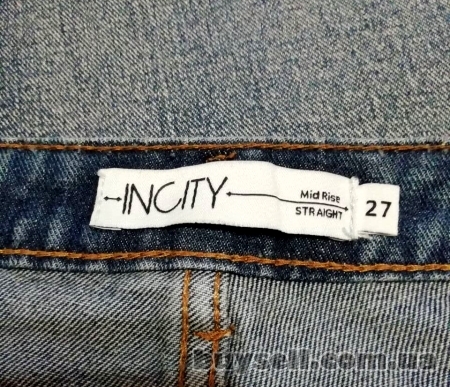 INCITY
Mid Rise
STRAIGHT
27
buysell.com.ua